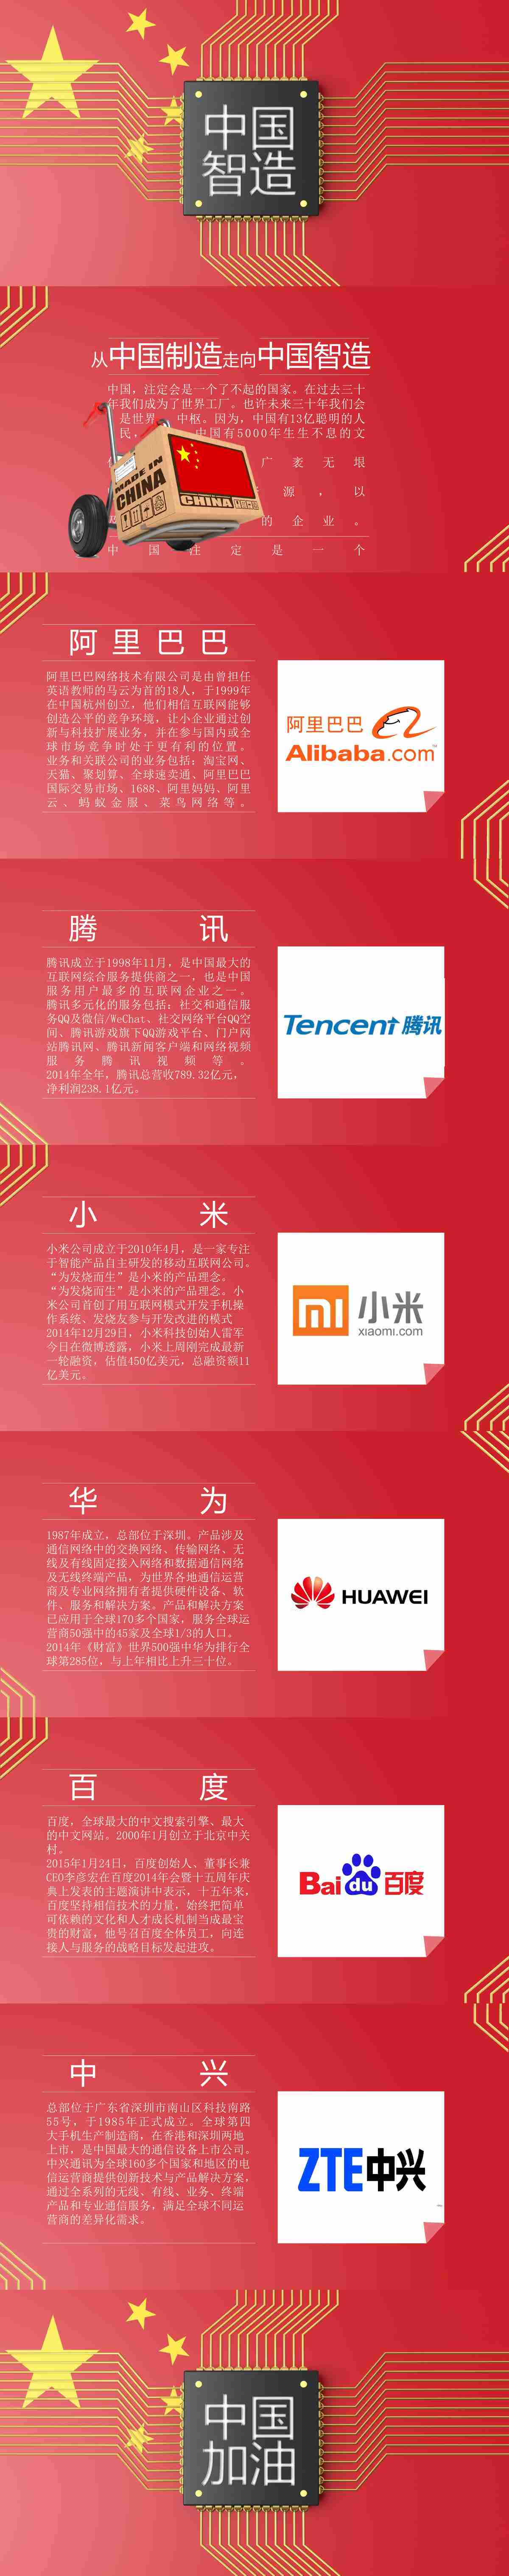 中国
智造
从中国制造走向中国智造
中国，注定会是一个了不起的国家。在过去三十
年我们成为了世界工厂。也许未来三十年我们会
是世界 中枢。因为，中国有13亿聪明的人
民， 中国有5000年生生不息的文
广袤无垠
源，以
的企业。
中国注定是一个
MADE IN
CHINA
CHINA
阿里巴巴
阿里巴巴网络技术有限公司是由曾担任
英语教师的马云为首的18人，于1999年
在中国杭州创立，他们相信互联网能够
创造公平的竞争环境，让小企业通过创
新与科技扩展业务，并在参与国内或全
球市场竞争时处于更有利的位置。
业务和关联公司的业务包括：淘宝网、
天猫、聚划算、全球速卖通、阿里巴巴
国际交易市场、1688、阿里妈妈、阿里
云、蚂蚁金服、菜鸟网络等。
阿里巴巴
Alibaba.com
腾讯
腾讯成立于1998年11月，是中国最大的
互联网综合服务提供商之一，也是中国
服务用户最多的互联网企业之一。
腾讯多元化的服务包括：社交和通信服
务QQ及微信/WeChat、社交网络平台QQ空
间、腾讯游戏旗下QQ游戏平台、门户网
站腾讯网、腾讯新闻客户端和网络视频
服务腾讯视频等。
2014年全年，腾讯总营收789.32亿元，
净利润238.1亿元。
Tencent 腾讯
小米
小米公司成立于2010年4月，是一家专注
于智能产品自主研发的移动互联网公司。
“为发烧而生”是小米的产品理念。
“为发烧而生”是小米的产品理念。小
米公司首创了用互联网模式开发手机操
作系统、发烧友参与开发改进的模式
2014年12月29日，小米科技创始人雷军
今日在微博透露，小米上周刚完成最新
一轮融资，估值450亿美元，总融资额11
亿美元。
mi 小米
xiaomi.com
华为
1987年成立，总部位于深圳。产品涉及
通信网络中的交换网络、传输网络、无
线及有线固定接入网络和数据通信网络
及无线终端产品，为世界各地通信运营
商及专业网络拥有者提供硬件设备、软
件、服务和解决方案。产品和解决方案
已应用于全球170多个国家，服务全球运
营商50强中的45家及全球1/3的人口。
2014年《财富》世界500强中华为排行全
球第285位，与上年相比上升三十位。
HUAWEI
百度
百度，全球最大的中文搜索引擎、最大
的中文网站。2000年1月创立于北京中关
村。
2015年1月24日，百度创始人、董事长兼
CEO李彦宏在百度2014年会暨十五周年庆
典上发表的主题演讲中表示，十五年来，
百度坚持相信技术的力量，始终把简单
可依赖的文化和人才成长机制当成最宝
贵的财富，他号召百度全体员工，向连
接人与服务的战略目标发起进攻。
Bai du 百度
中兴
总部位于广东省深圳市南山区科技南路
55号，于1985年正式成立。全球第四
大手机生产制造商，在香港和深圳两地
上市，是中国最大的通信设备上市公司。
中兴通讯为全球160多个国家和地区的电
信运营商提供创新技术与产品解决方案，
通过全系列的无线、有线、业务、终端
产品和专业通信服务，满足全球不同运
营商的差异化需求。
ZTE中兴
中国
加油